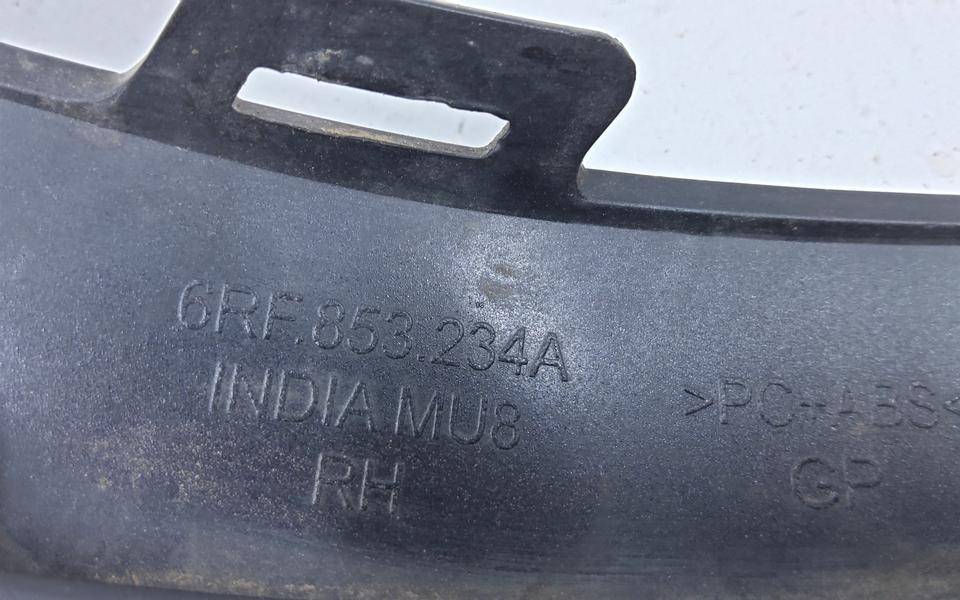 6RF.853.234A
INDIA MU8
RH
>PC+ABS<
GP